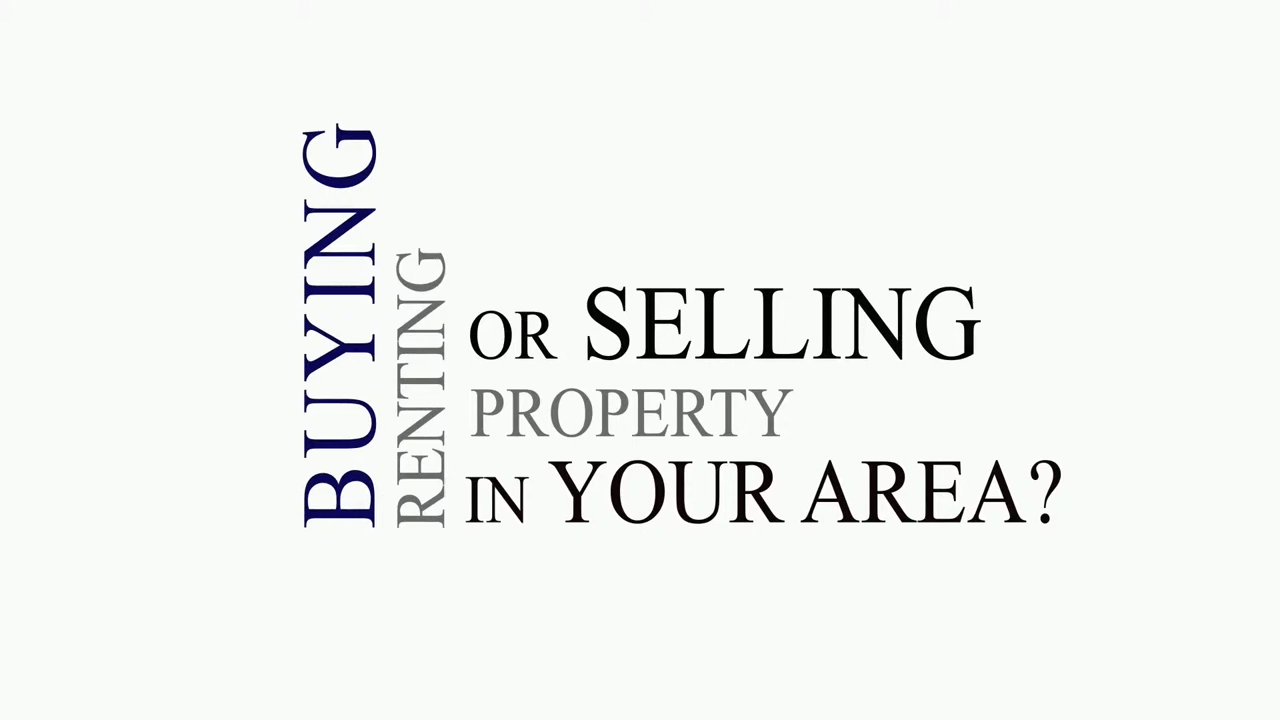 BUYING
RENTING
OR SELLING
PROPERTY
IN YOUR AREA?